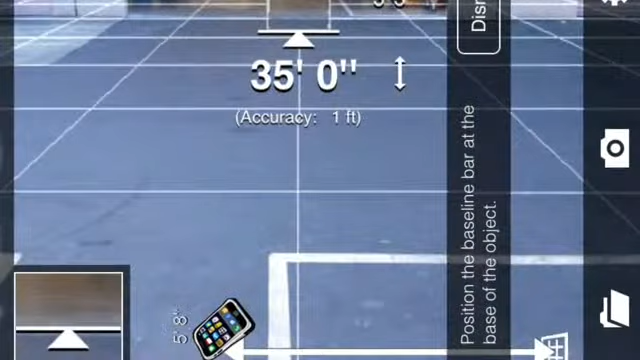 35' 0"
(Accuracy: 1 ft)
Position the baseline bar at the
base of the object.
5' 8"